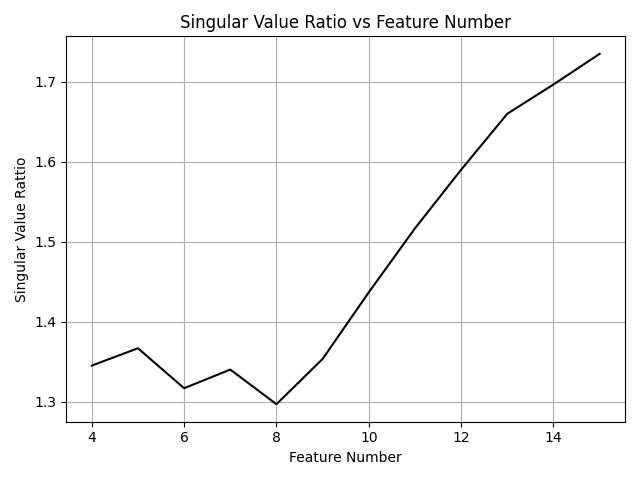 Singular Value Ratio vs Feature Number
1.7
1.6
1.5
1.4
1.3
Singular Value Rattio
4 6 8 10 12 14
Feature Number